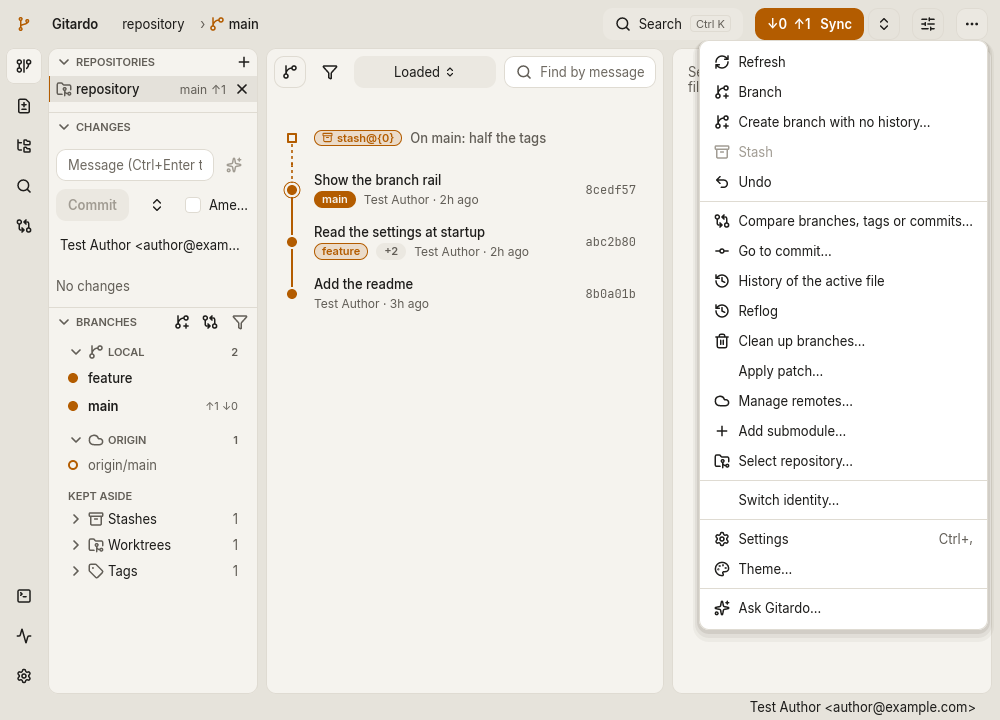 Gitardo repository › main Search Ctrl K ↓0 ↑1 Sync
REPOSITORIES
repository main ↑1
CHANGES
Message (Ctrl+Enter t
Commit Ame...
Test Author <author@exam...
No changes
BRANCHES
LOCAL 2
feature
main ↑1 ↓0
ORIGIN 1
origin/main
KEPT ASIDE
Stashes 1
Worktrees 1
Tags 1
Loaded Find by message
stash@{0} On main: half the tags
Show the branch rail
main Test Author · 2h ago 8cedf57
Read the settings at startup
feature +2 Test Author · 2h ago abc2b80
Add the readme
Test Author · 3h ago 8b0a01b
Refresh
Branch
Create branch with no history...
Stash
Undo
Compare branches, tags or commits...
Go to commit...
History of the active file
Reflog
Clean up branches...
Apply patch...
Manage remotes...
Add submodule...
Select repository...
Switch identity...
Settings Ctrl+,
Theme...
Ask Gitardo...
Test Author <author@example.com>